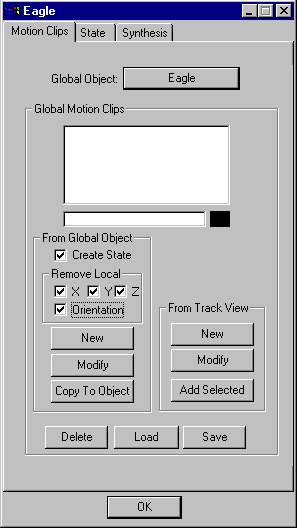 Eagle
Motion Clips State Synthesis
Global Object: Eagle
Global Motion Clips
From Global Object
Create State
Remove Local
X Y Z
Orientation
New
Modify
Copy To Object
From Track View
New
Modify
Add Selected
Delete Load Save
OK